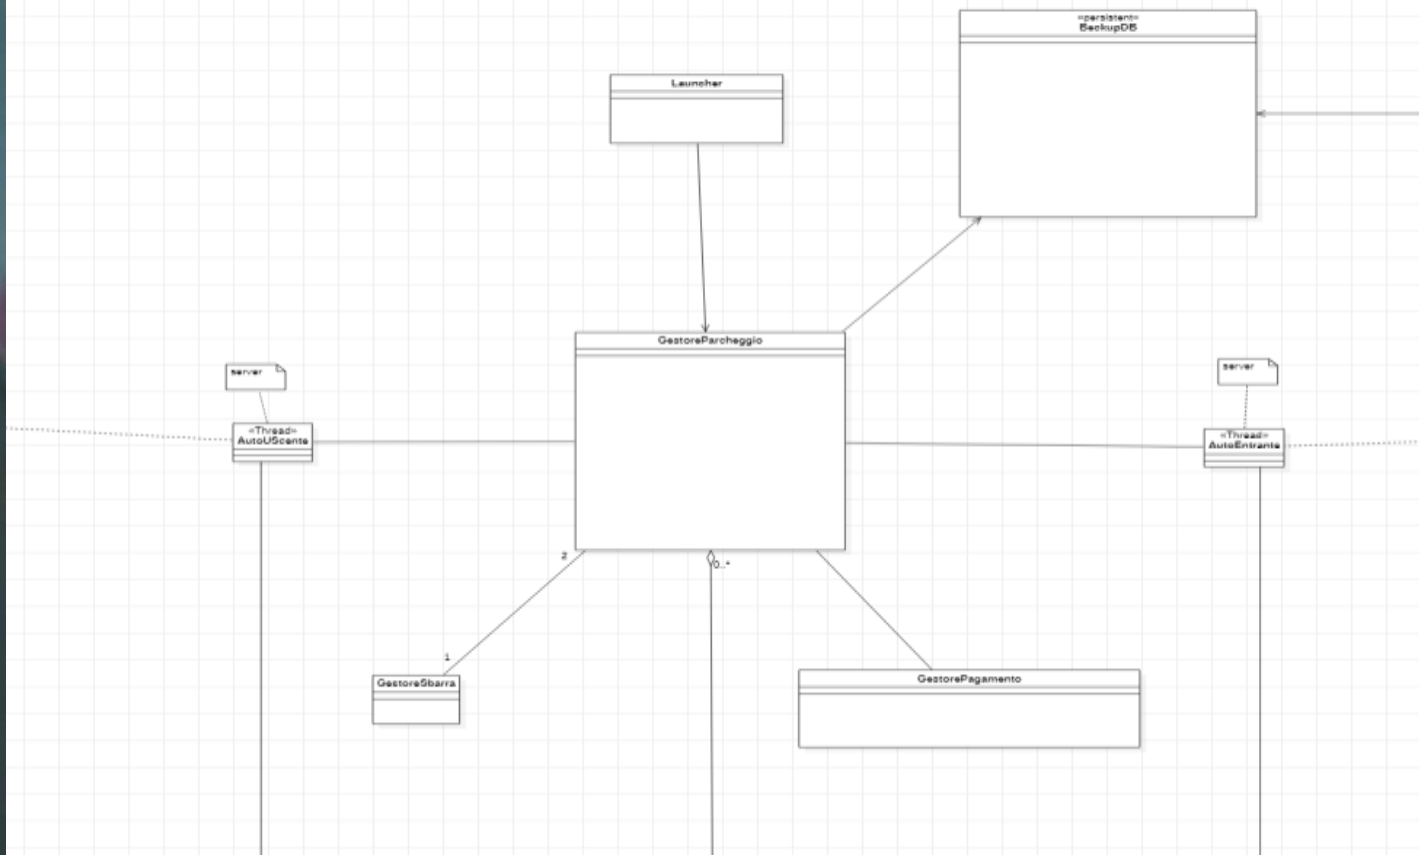 «persistent»
BackupDB
Launcher
GestoreParcheggio
server
«Thread»
AutoUScente
server
«Thread»
AutoEntrante
2
0..*
1
GestoreSbarra
GestorePagamento